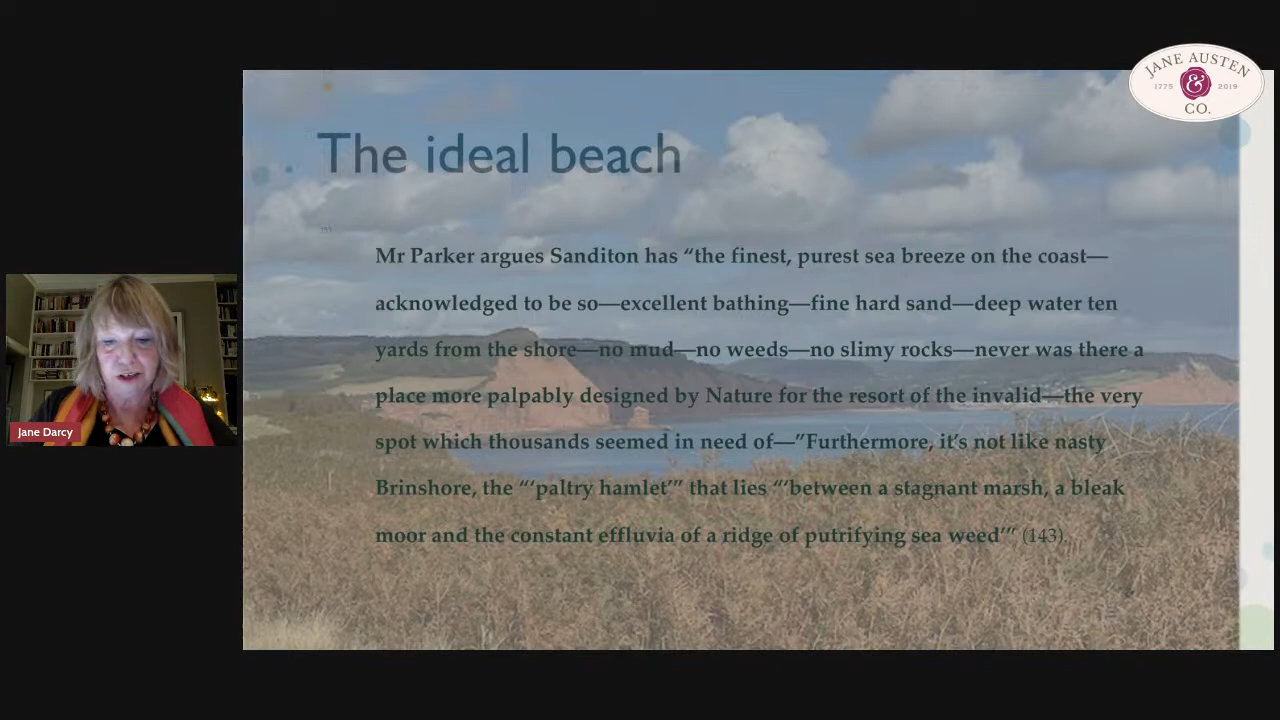 JANE AUSTEN
1775 & 2019
CO.
The ideal beach
Mr Parker argues Sanditon has “the finest, purest sea breeze on the coast—
acknowledged to be so—excellent bathing—fine hard sand—deep water ten
yards from the shore—no mud—no weeds—no slimy rocks—never was there a
place more palpably designed by Nature for the resort of the invalid—the very
spot which thousands seemed in need of—”Furthermore, it’s not like nasty
Brinshore, the “‘paltry hamlet’” that lies “‘between a stagnant marsh, a bleak
moor and the constant effluvia of a ridge of putrifying sea weed’” (143).
Jane Darcy